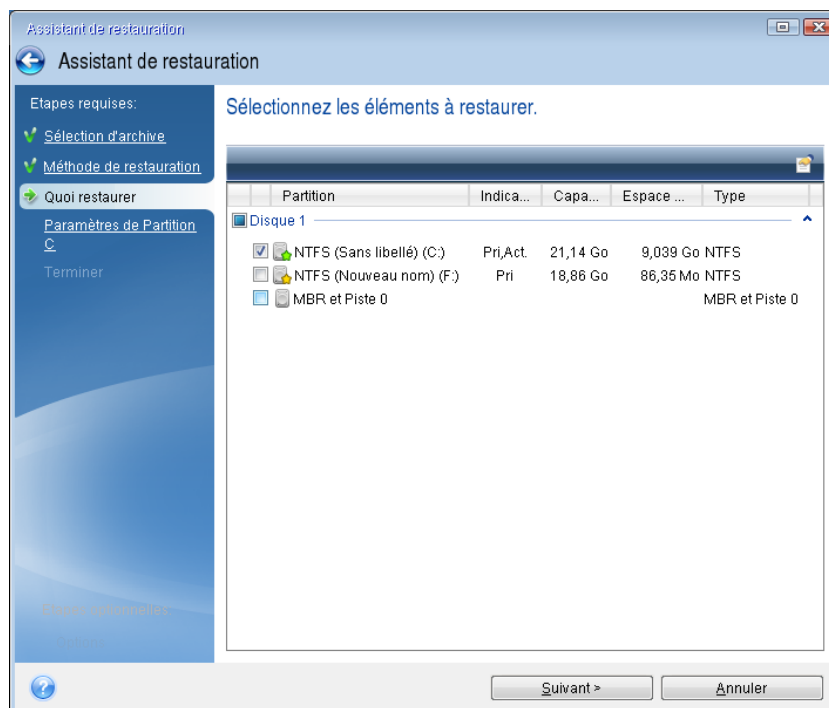 Assistant de restauration
Assistant de restauration
Etapes requises:
Sélection d'archive
Méthode de restauration
Quoi restaurer
Paramètres de Partition
C
Terminer
Sélectionnez les éléments à restaurer.
Partition Indica... Capa... Espace ... Type
Disque 1
NTFS (Sans libellé) (C:) Pri,Act. 21,14 Go 9,039 Go NTFS
NTFS (Nouveau nom) (F:) Pri 18,86 Go 86,35 Mo NTFS
MBR et Piste 0 MBR et Piste 0
Suivant >
Annuler